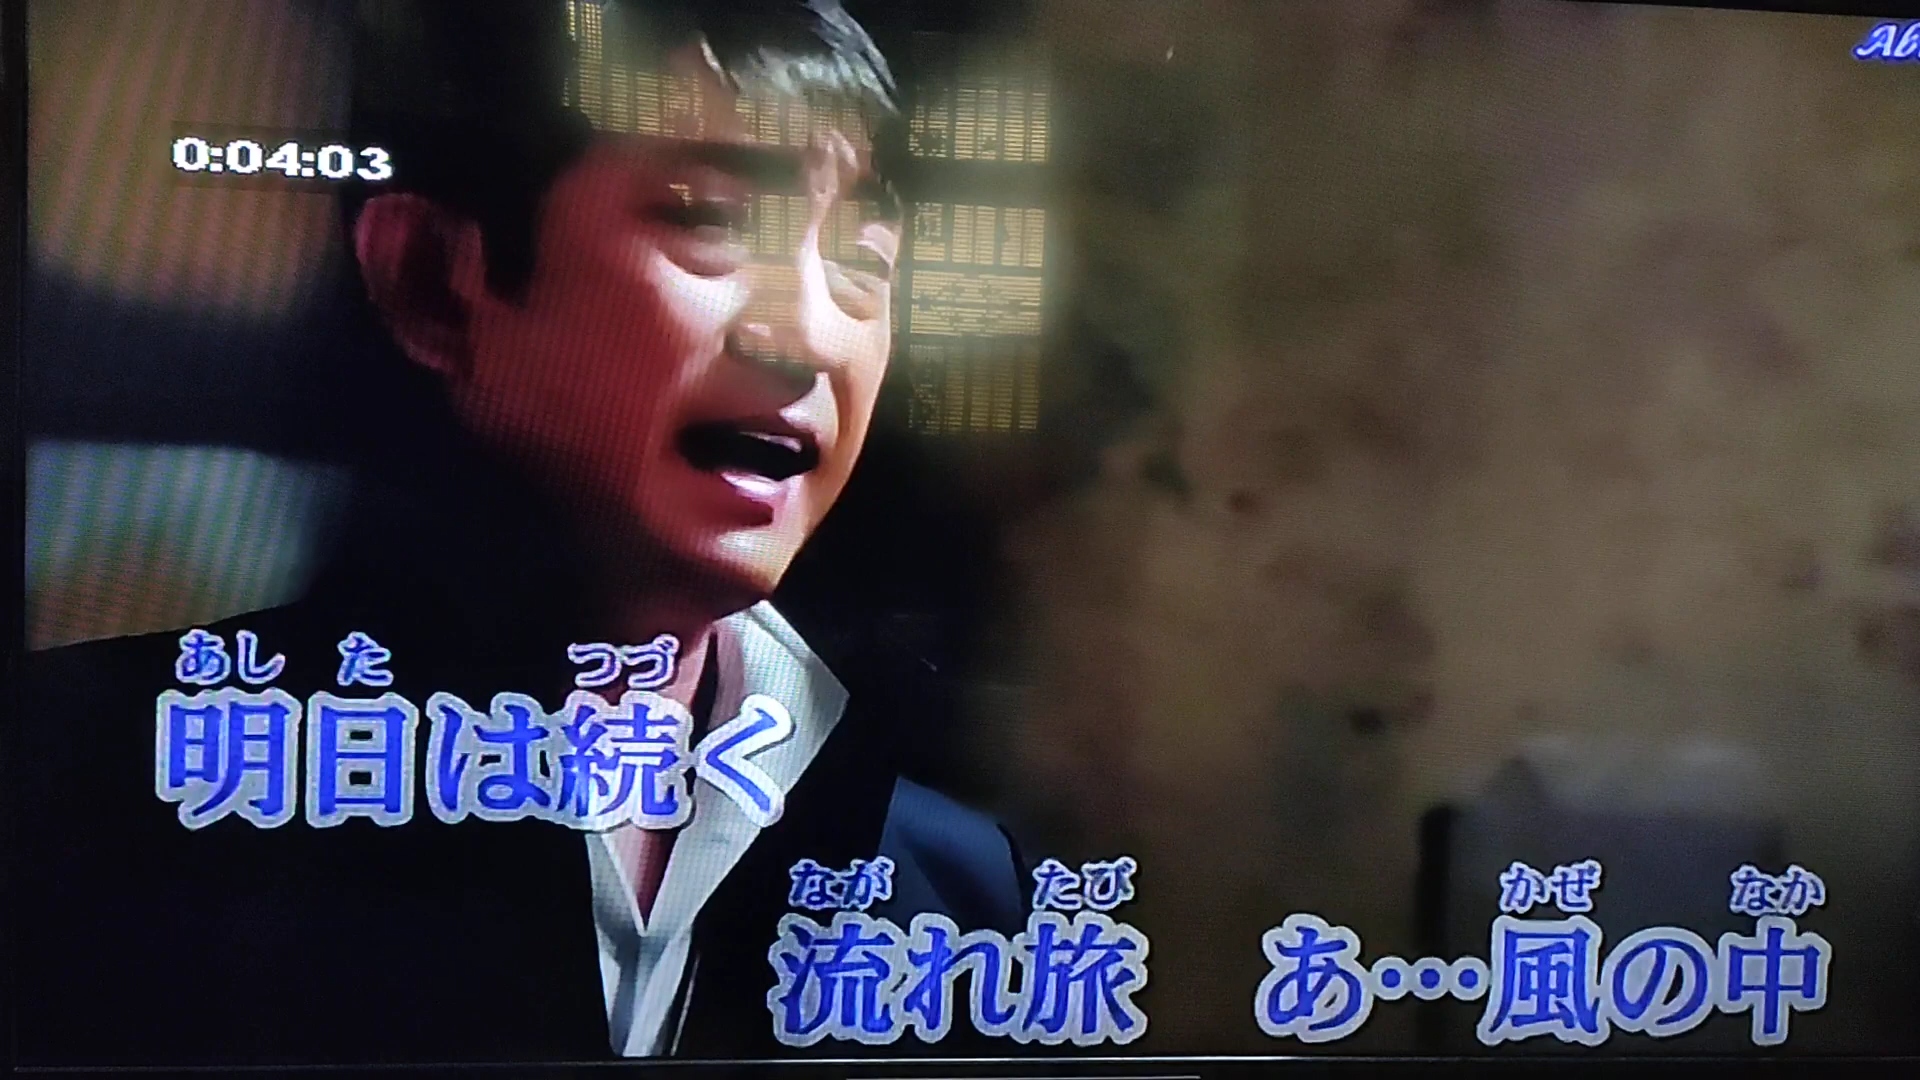 0:04:03
あし た つづ
明日は続く
なが たび かぜ なか
流れ旅 あ…風の中